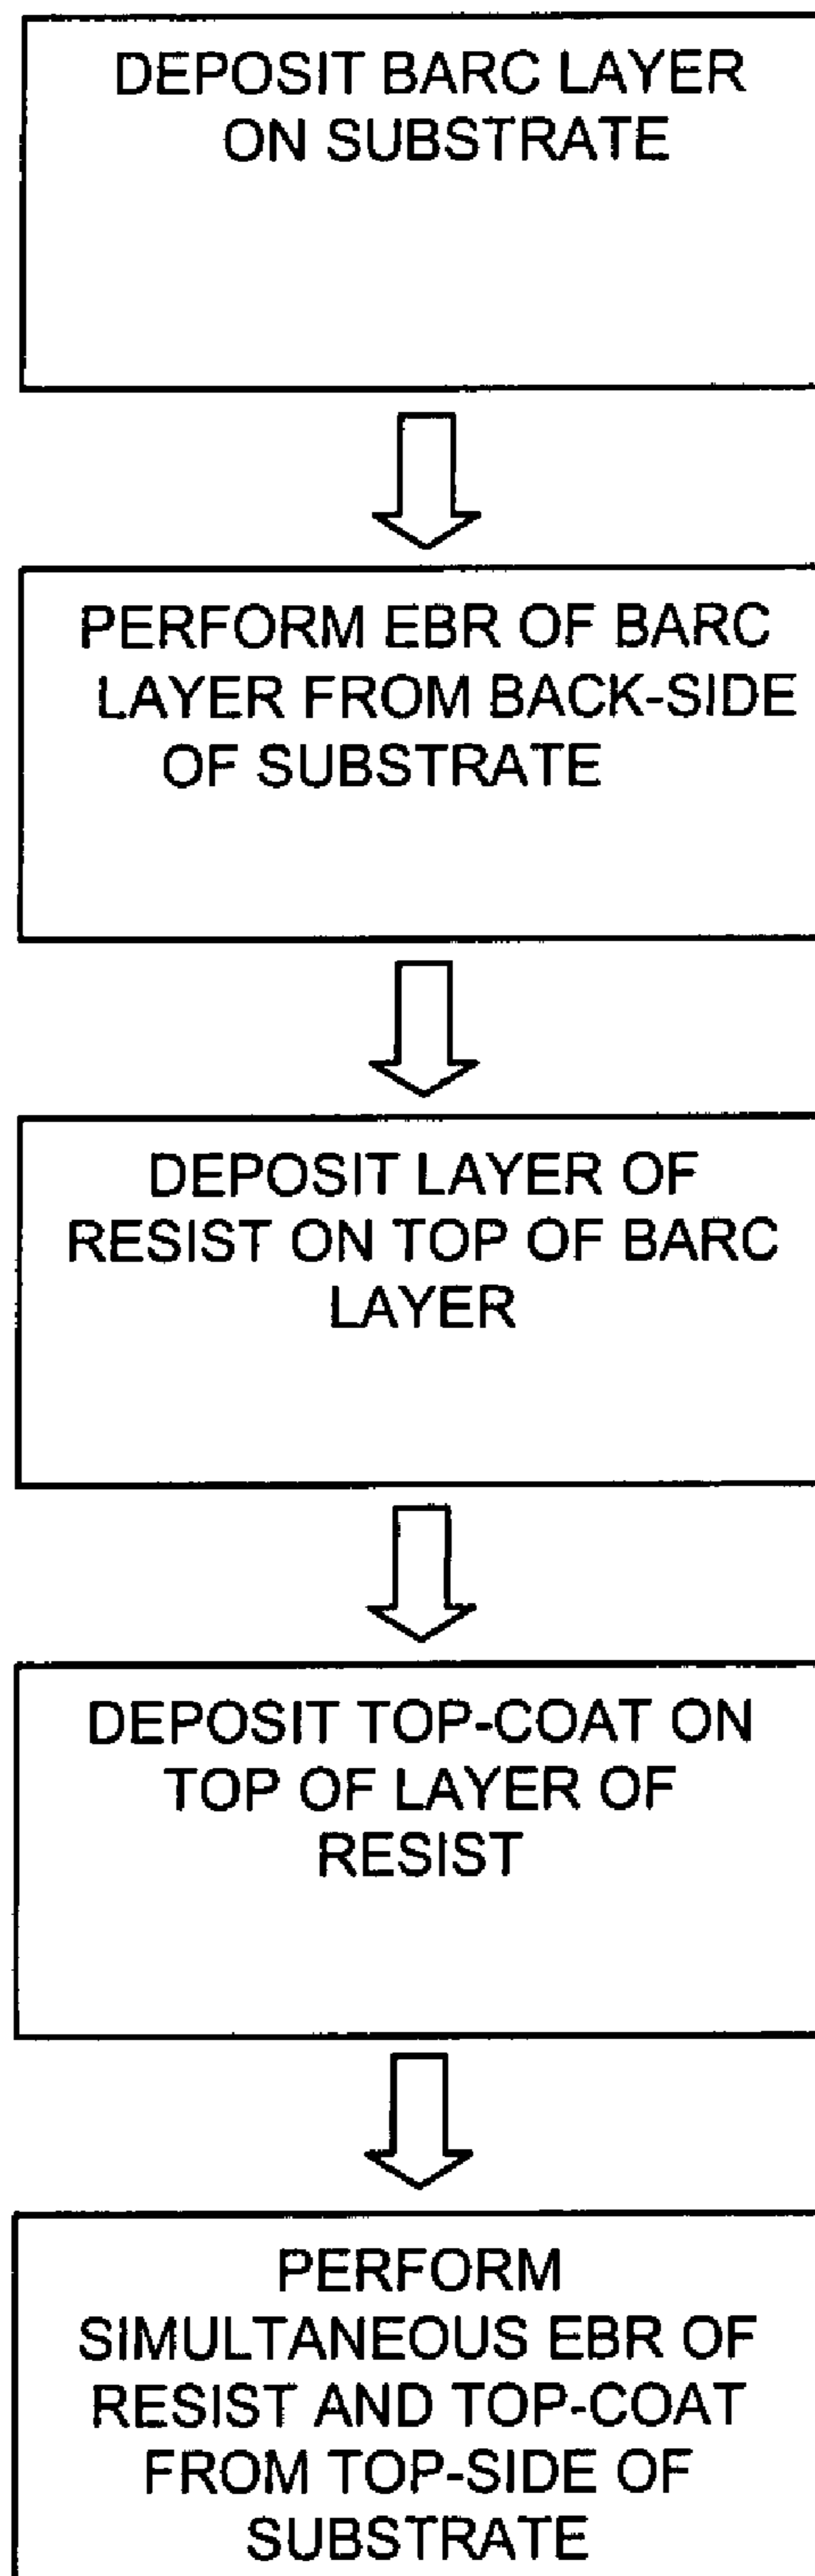 DEPOSIT BARC LAYER
ON SUBSTRATE
PERFORM EBR OF BARC
LAYER FROM BACK-SIDE
OF SUBSTRATE
DEPOSIT LAYER OF
RESIST ON TOP OF BARC
LAYER
DEPOSIT TOP-COAT ON
TOP OF LAYER OF
RESIST
PERFORM
SIMULTANEOUS EBR OF
RESIST AND TOP-COAT
FROM TOP-SIDE OF
SUBSTRATE